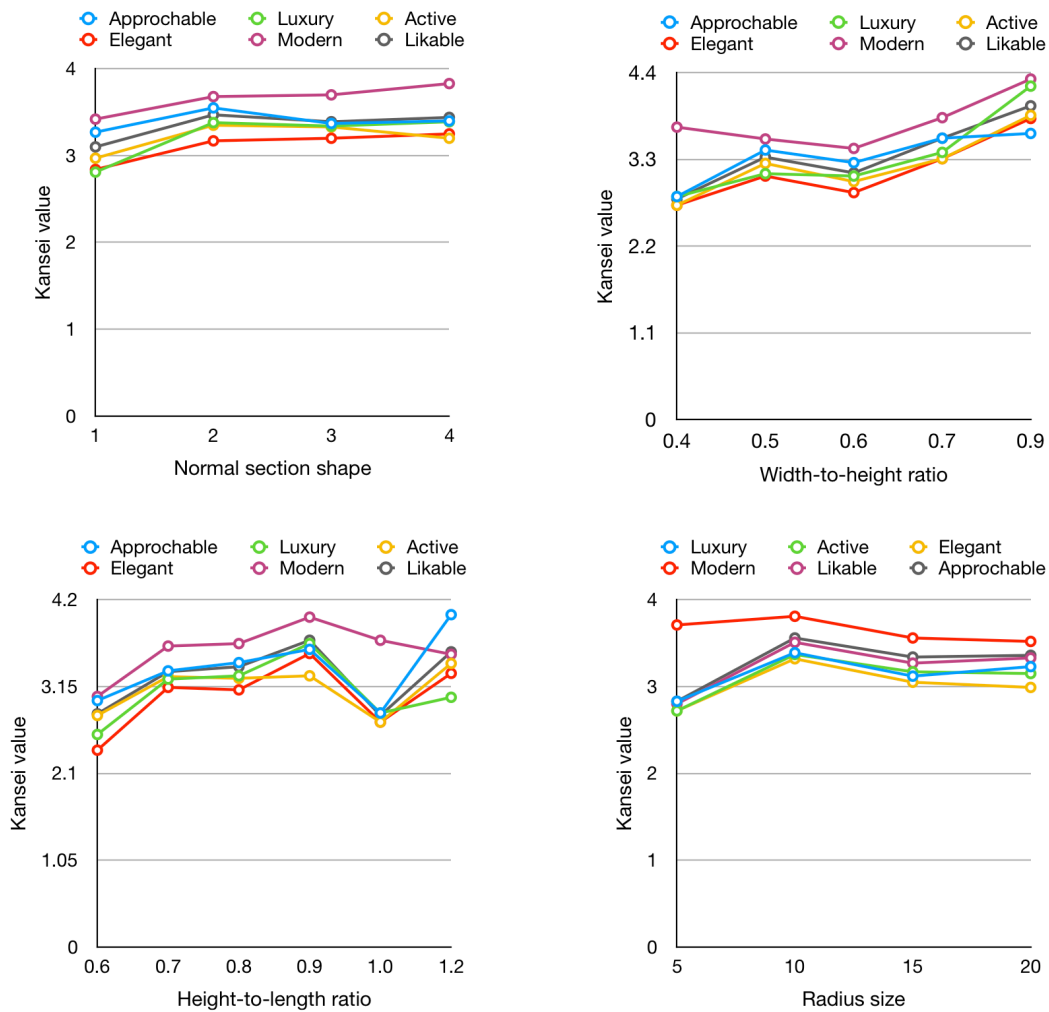 Approchable Luxury Active
Elegant Modern Likable
4
3
2
1
0
Kansei value
1 2 3 4
Normal section shape
Approchable Luxury Active
Elegant Modern Likable
4.4
3.3
2.2
1.1
0
Kansei value
0.4 0.5 0.6 0.7 0.9
Width-to-height ratio
Approchable Luxury Active
Elegant Modern Likable
4.2
3.15
2.1
1.05
0
Kansei value
0.6 0.7 0.8 0.9 1.0 1.2
Height-to-length ratio
Luxury Active Elegant
Modern Likable Approchable
4
3
2
1
0
Kansei value
5 10 15 20
Radius size